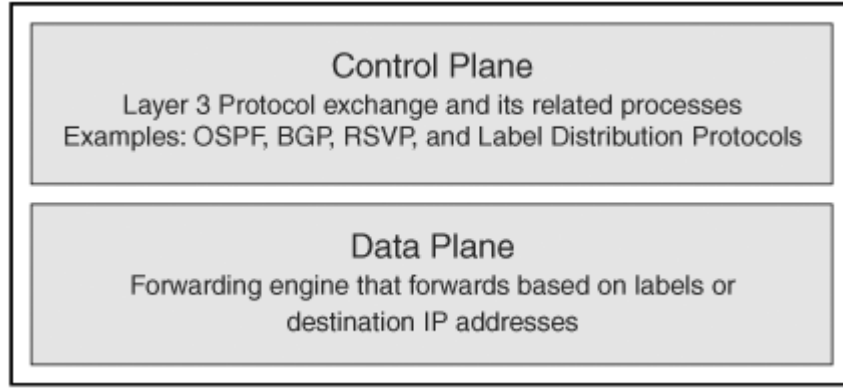 Control Plane
Layer 3 Protocol exchange and its related processes
Examples: OSPF, BGP, RSVP, and Label Distribution Protocols
Data Plane
Forwarding engine that forwards based on labels or
destination IP addresses